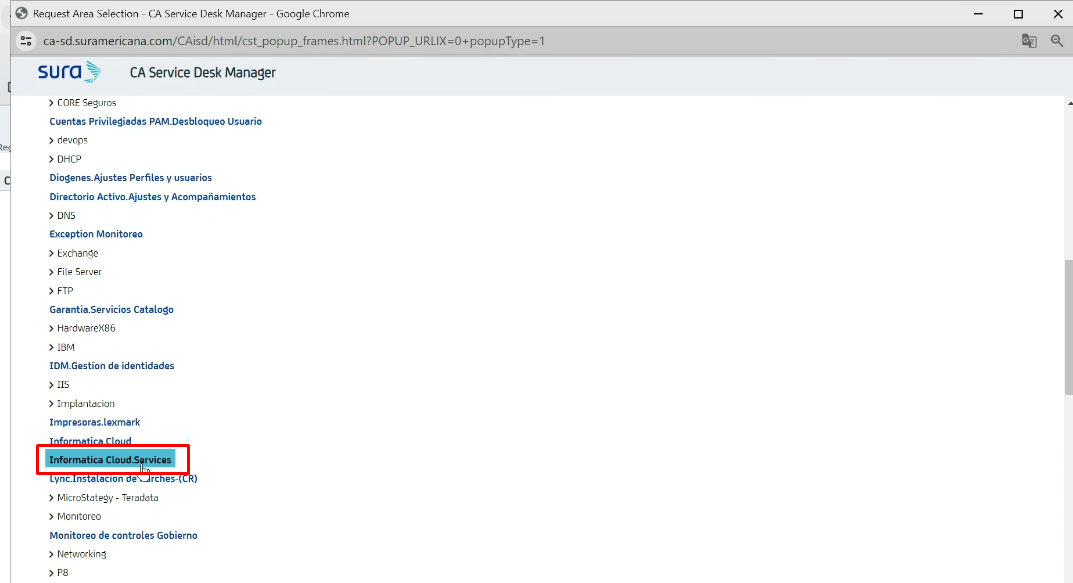 Request Area Selection - CA Service Desk Manager - Google Chrome
ca-sd.suramericana.com/CAisd/html/cst_popup_frames.html?POPUP_URLIX=0+popupType=1
sura CA Service Desk Manager
> CORE Seguros
Cuentas Privilegiadas PAM.Desbloqueo Usuario
> devops
> DHCP
Diogenes.Ajustes Perfiles y usuarios
Directorio Activo.Ajustes y Acompañamientos
> DNS
Exception Monitoreo
> Exchange
> File Server
> FTP
Garantia.Servicios Catalogo
> HardwareX86
> IBM
IDM.Gestion de identidades
> IIS
> Implantacion
Impresoras.lexmark
Informatica.Cloud
Informatica Cloud.Services
Lync.Instalacion de (CR)
> MicroStategy - Teradata
> Monitoreo
Monitoreo de controles Gobierno
> Networking
> P8